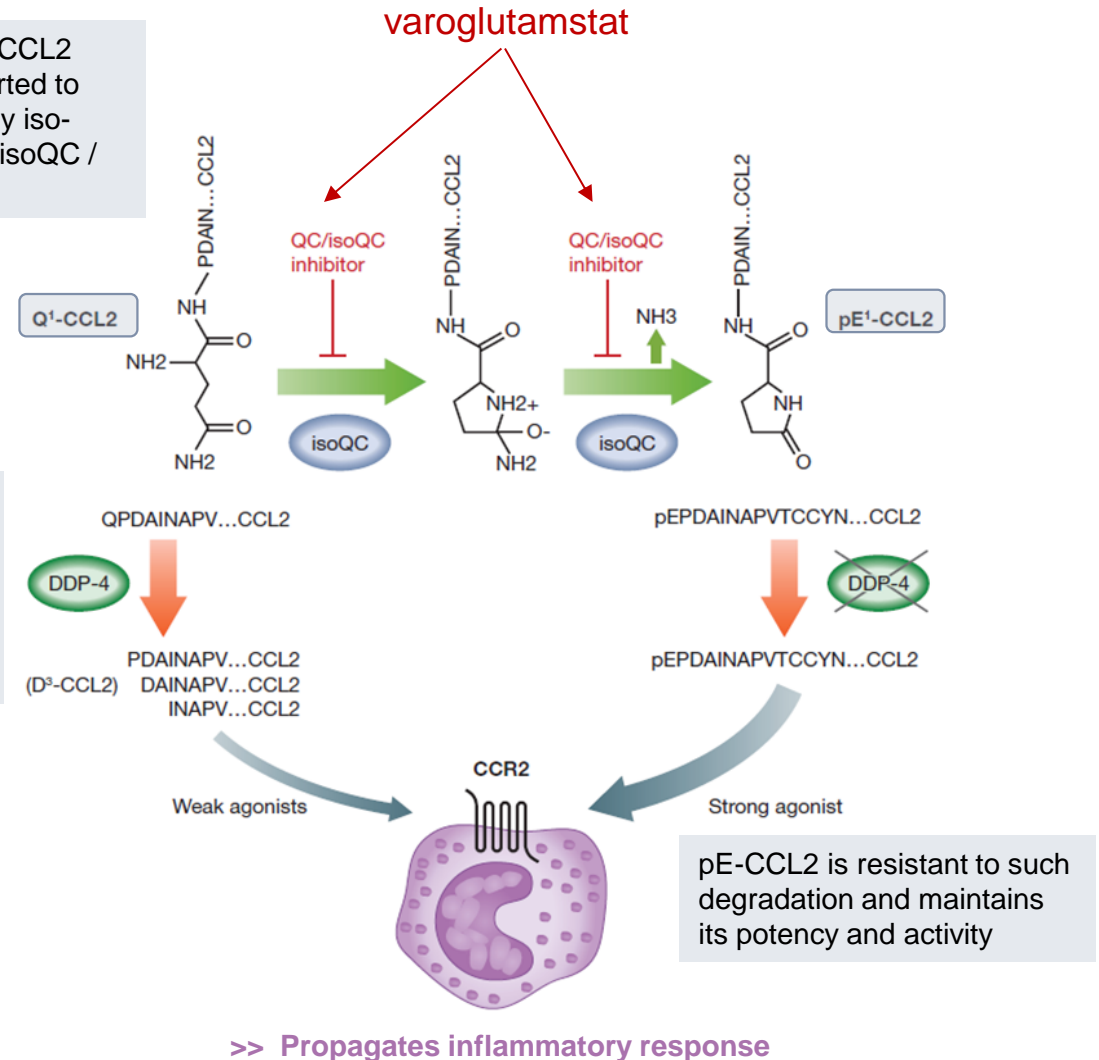 varoglutamstat
CCL2
rted to
y iso-
isoQC /
PDAIN...CCL2
NH
O
NH2
O
NH2
Q¹-CCL2
QC/isoQC
inhibitor
isoQC
PDAIN...CCL2
NH
O
NH2+
O-
NH2
QC/isoQC
inhibitor
NH3
isoQC
PDAIN...CCL2
NH
O
NH
O
pE¹-CCL2
QPDAINAPV...CCL2
DDP-4
PDAINAPV...CCL2
(D³-CCL2) DAINAPV...CCL2
INAPV...CCL2
pEPDAINAPVTCCYN...CCL2
DDP-4
pEPDAINAPVTCCYN...CCL2
CCR2
Weak agonists
Strong agonist
pE-CCL2 is resistant to such
degradation and maintains
its potency and activity
>> Propagates inflammatory response